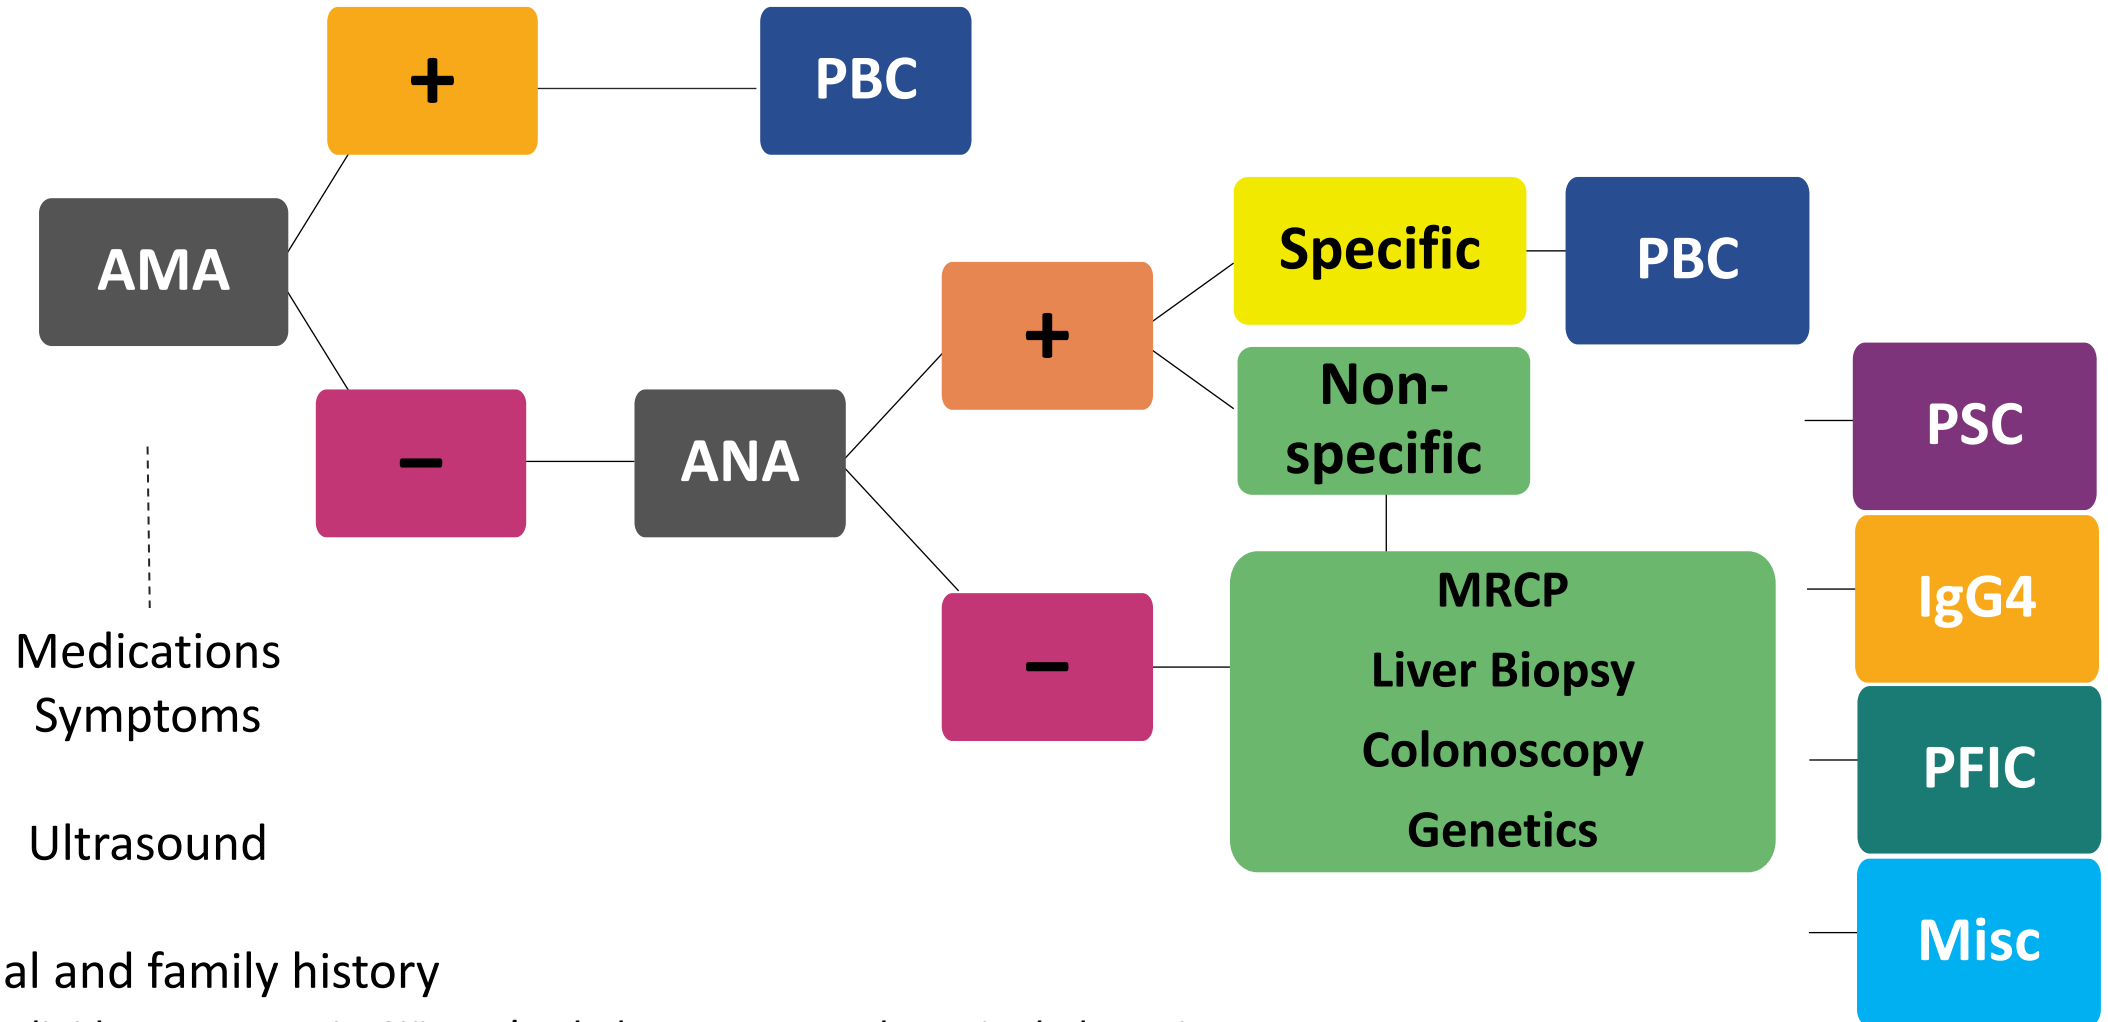 +
PBC
AMA
Specific
PBC
+
Non-
specific
PSC
−
ANA
IgG4
MRCP
Liver Biopsy
Colonoscopy
Genetics
−
PFIC
Misc
Medications
Symptoms
Ultrasound
al and family history